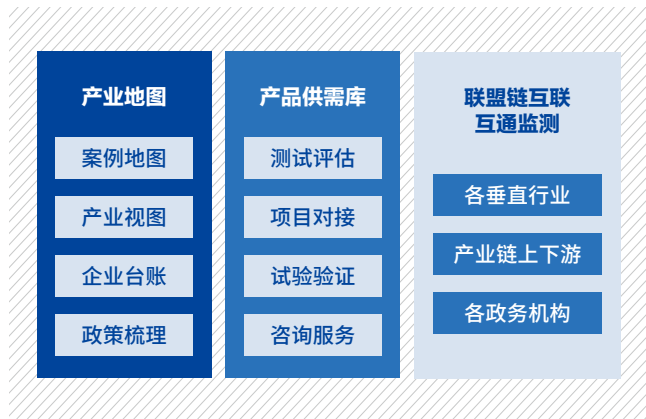 产业地图
案例地图
产业视图
企业台账
政策梳理
产品供需库
测试评估
项目对接
试验验证
咨询服务
联盟链互联
互通监测
各垂直行业
产业链上下游
各政务机构